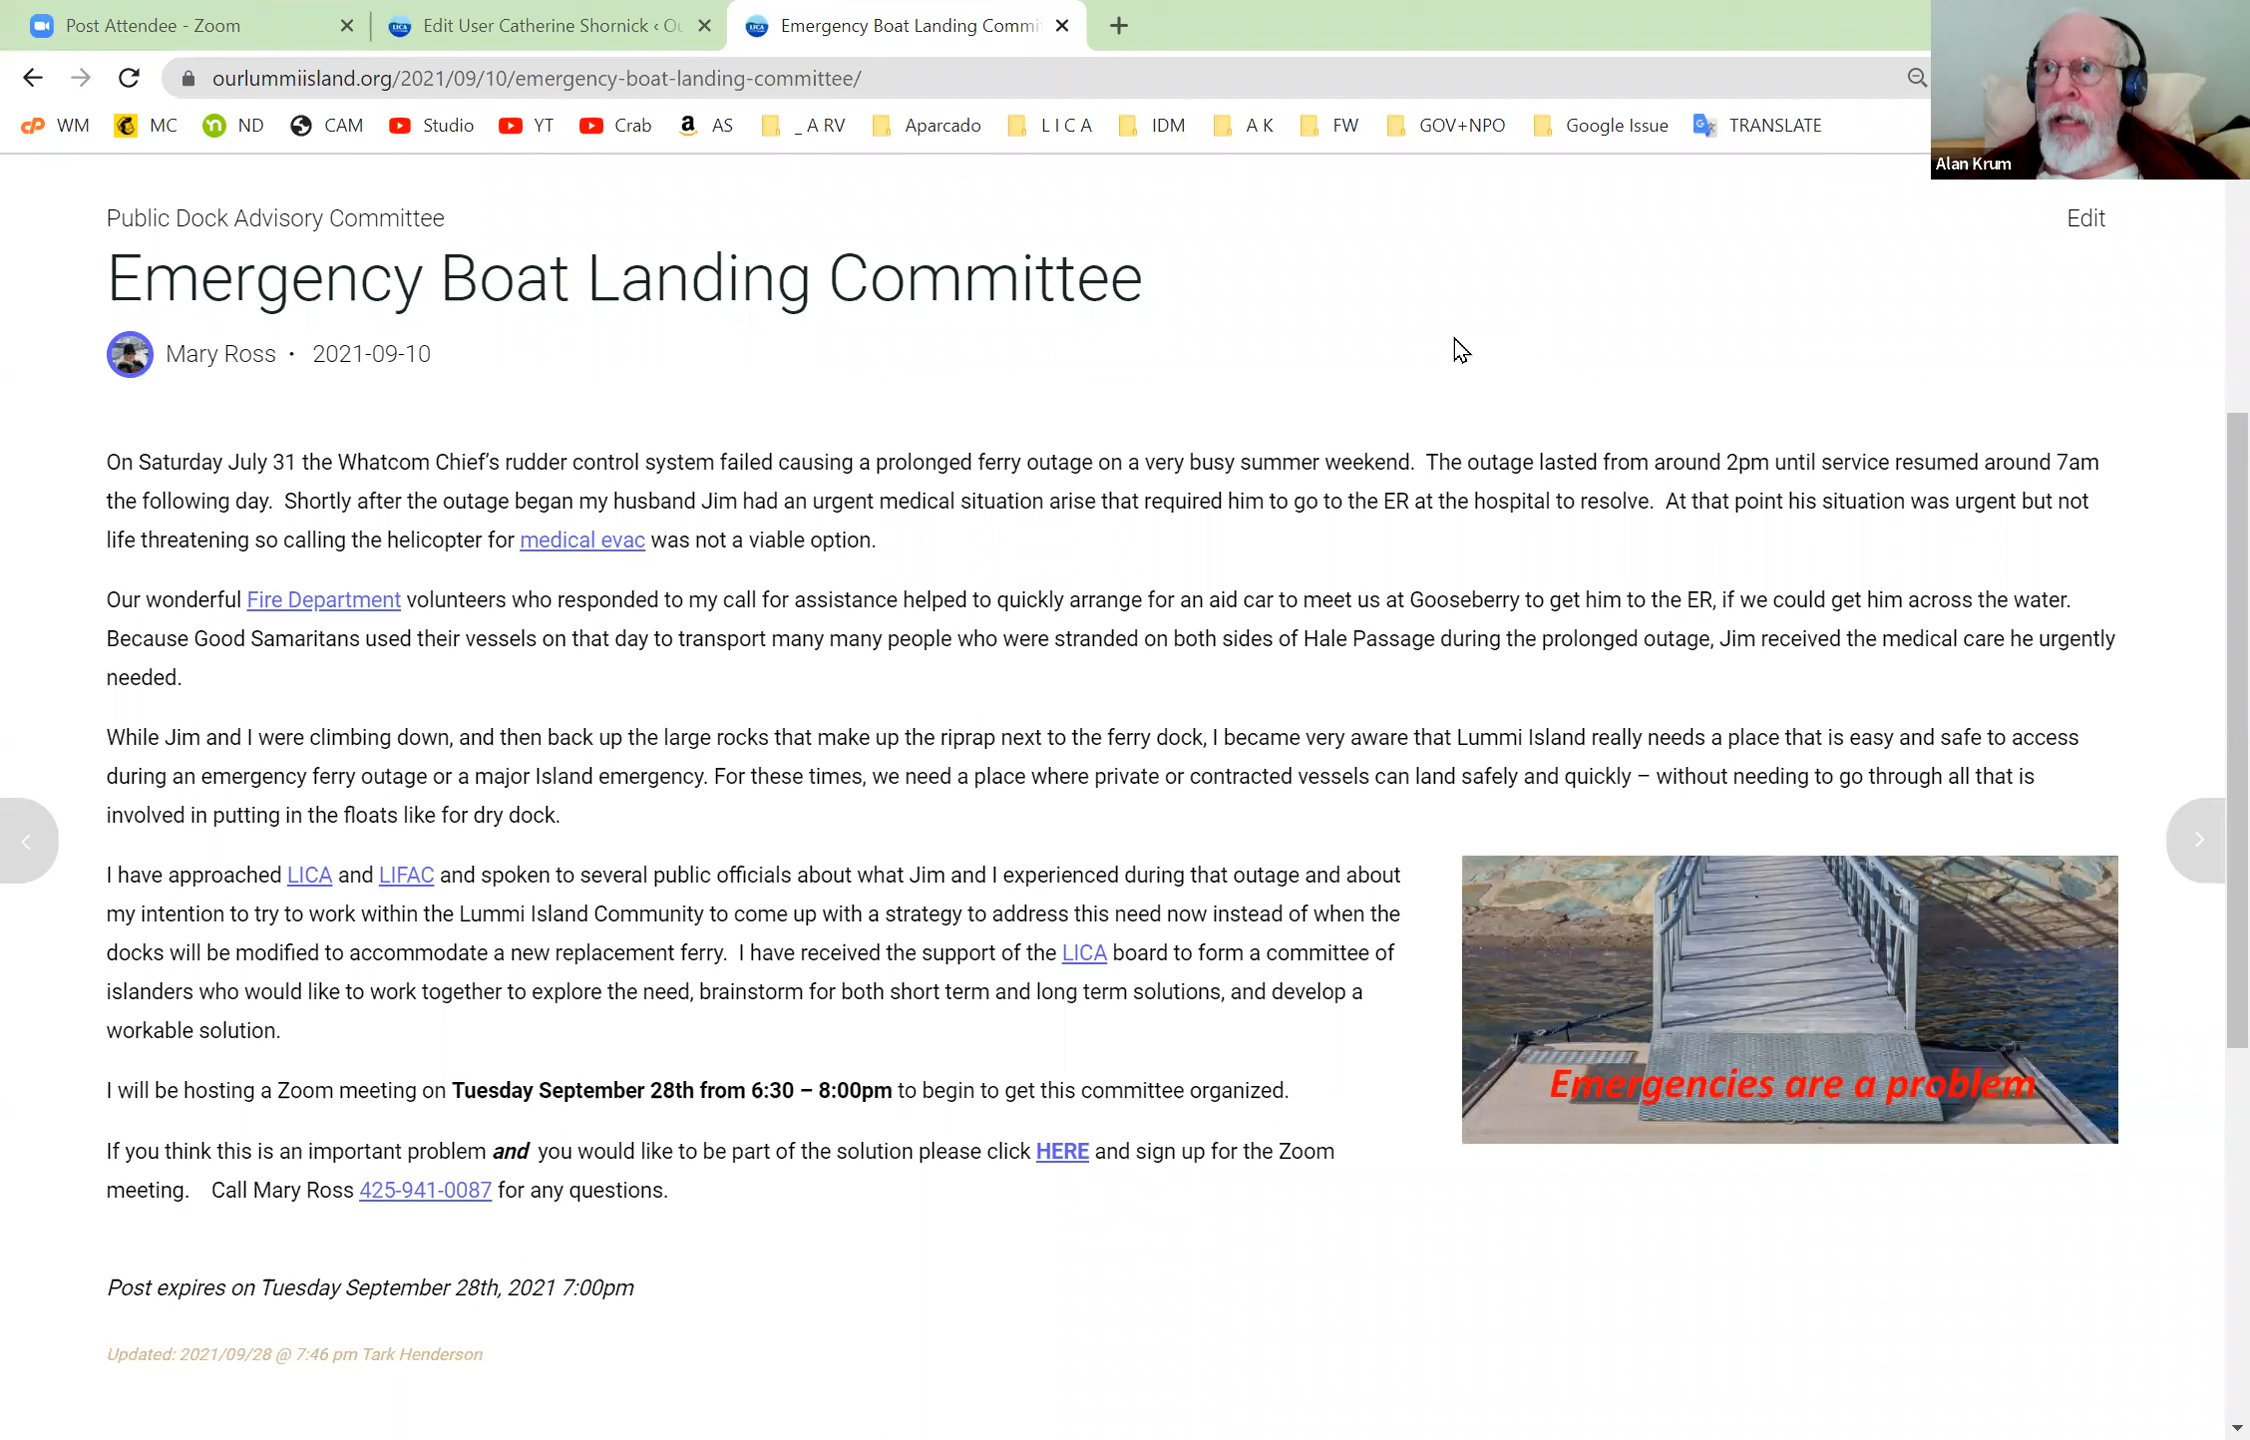 Post Attendee - Zoom
Edit User Catherine Shornick ‹ Ou
Emergency Boat Landing Commi
ourlummiisland.org/2021/09/10/emergency-boat-landing-committee/
WM
MC
ND
CAM
Studio
YT
Crab
AS
_ A RV
Aparcado
L I C A
IDM
A K
FW
GOV+NPO
Google Issue
TRANSLATE
Alan Krum
Public Dock Advisory Committee
Edit
Emergency Boat Landing Committee
Mary Ross • 2021-09-10
On Saturday July 31 the Whatcom Chief's rudder control system failed causing a prolonged ferry outage on a very busy summer weekend.  The outage lasted from around 2pm until service resumed around 7am
the following day.  Shortly after the outage began my husband Jim had an urgent medical situation arise that required him to go to the ER at the hospital to resolve.  At that point his situation was urgent but not
life threatening so calling the helicopter for medical evac was not a viable option.
Our wonderful Fire Department volunteers who responded to my call for assistance helped to quickly arrange for an aid car to meet us at Gooseberry to get him to the ER, if we could get him across the water.
Because Good Samaritans used their vessels on that day to transport many many people who were stranded on both sides of Hale Passage during the prolonged outage, Jim received the medical care he urgently
needed.
While Jim and I were climbing down, and then back up the large rocks that make up the riprap next to the ferry dock, I became very aware that Lummi Island really needs a place that is easy and safe to access
during an emergency ferry outage or a major Island emergency. For these times, we need a place where private or contracted vessels can land safely and quickly – without needing to go through all that is
involved in putting in the floats like for dry dock.
I have approached LICA and LIFAC and spoken to several public officials about what Jim and I experienced during that outage and about
my intention to try to work within the Lummi Island Community to come up with a strategy to address this need now instead of when the
docks will be modified to accommodate a new replacement ferry.  I have received the support of the LICA board to form a committee of
islanders who would like to work together to explore the need, brainstorm for both short term and long term solutions, and develop a
workable solution.
Emergencies are a problem
I will be hosting a Zoom meeting on Tuesday September 28th from 6:30 – 8:00pm to begin to get this committee organized.
If you think this is an important problem and  you would like to be part of the solution please click HERE and sign up for the Zoom
meeting.    Call Mary Ross 425-941-0087 for any questions.
Post expires on Tuesday September 28th, 2021 7:00pm
Updated: 2021/09/28 @ 7:46 pm Tark Henderson